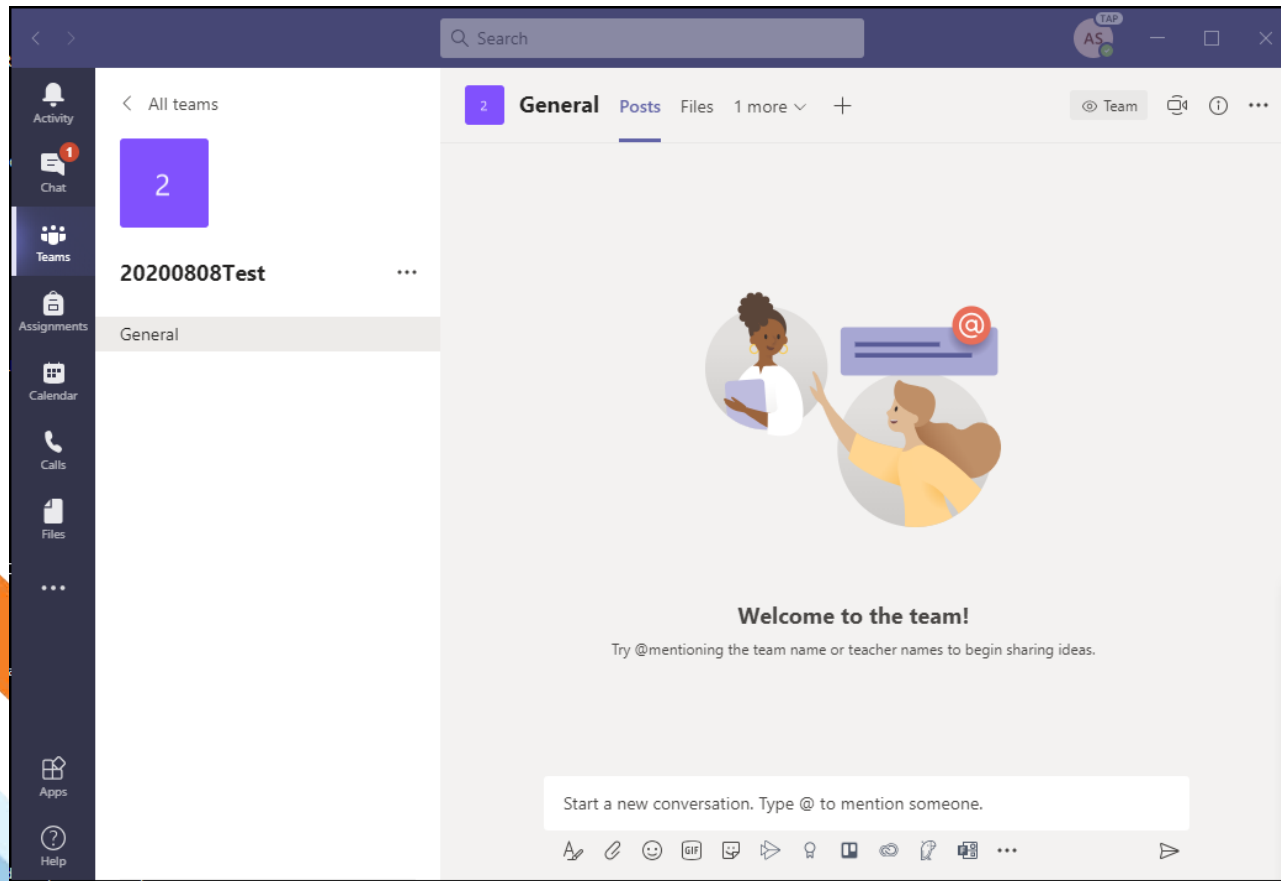 Search
TAP
AS
Activity
1
Chat
Teams
Assignments
Calendar
Calls
Files
Apps
Help
All teams
2
20200808Test
General
2
General Posts Files 1 more
Team
@
Welcome to the team!
Try @mentioning the team name or teacher names to begin sharing ideas.
Start a new conversation. Type @ to mention someone.
GIF